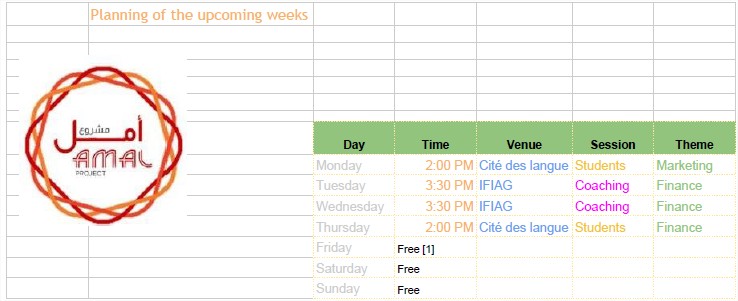 Planning of the upcoming weeks
مشروع
أمل
AMAL
PROJECT
Day Time Venue Session Theme
Monday 2:00 PM Cité des langue Students Marketing
Tuesday 3:30 PM IFIAG Coaching Finance
Wednesday 3:30 PM IFIAG Coaching Finance
Thursday 2:00 PM Cité des langue Students Finance
Friday Free [1]
Saturday Free
Sunday Free